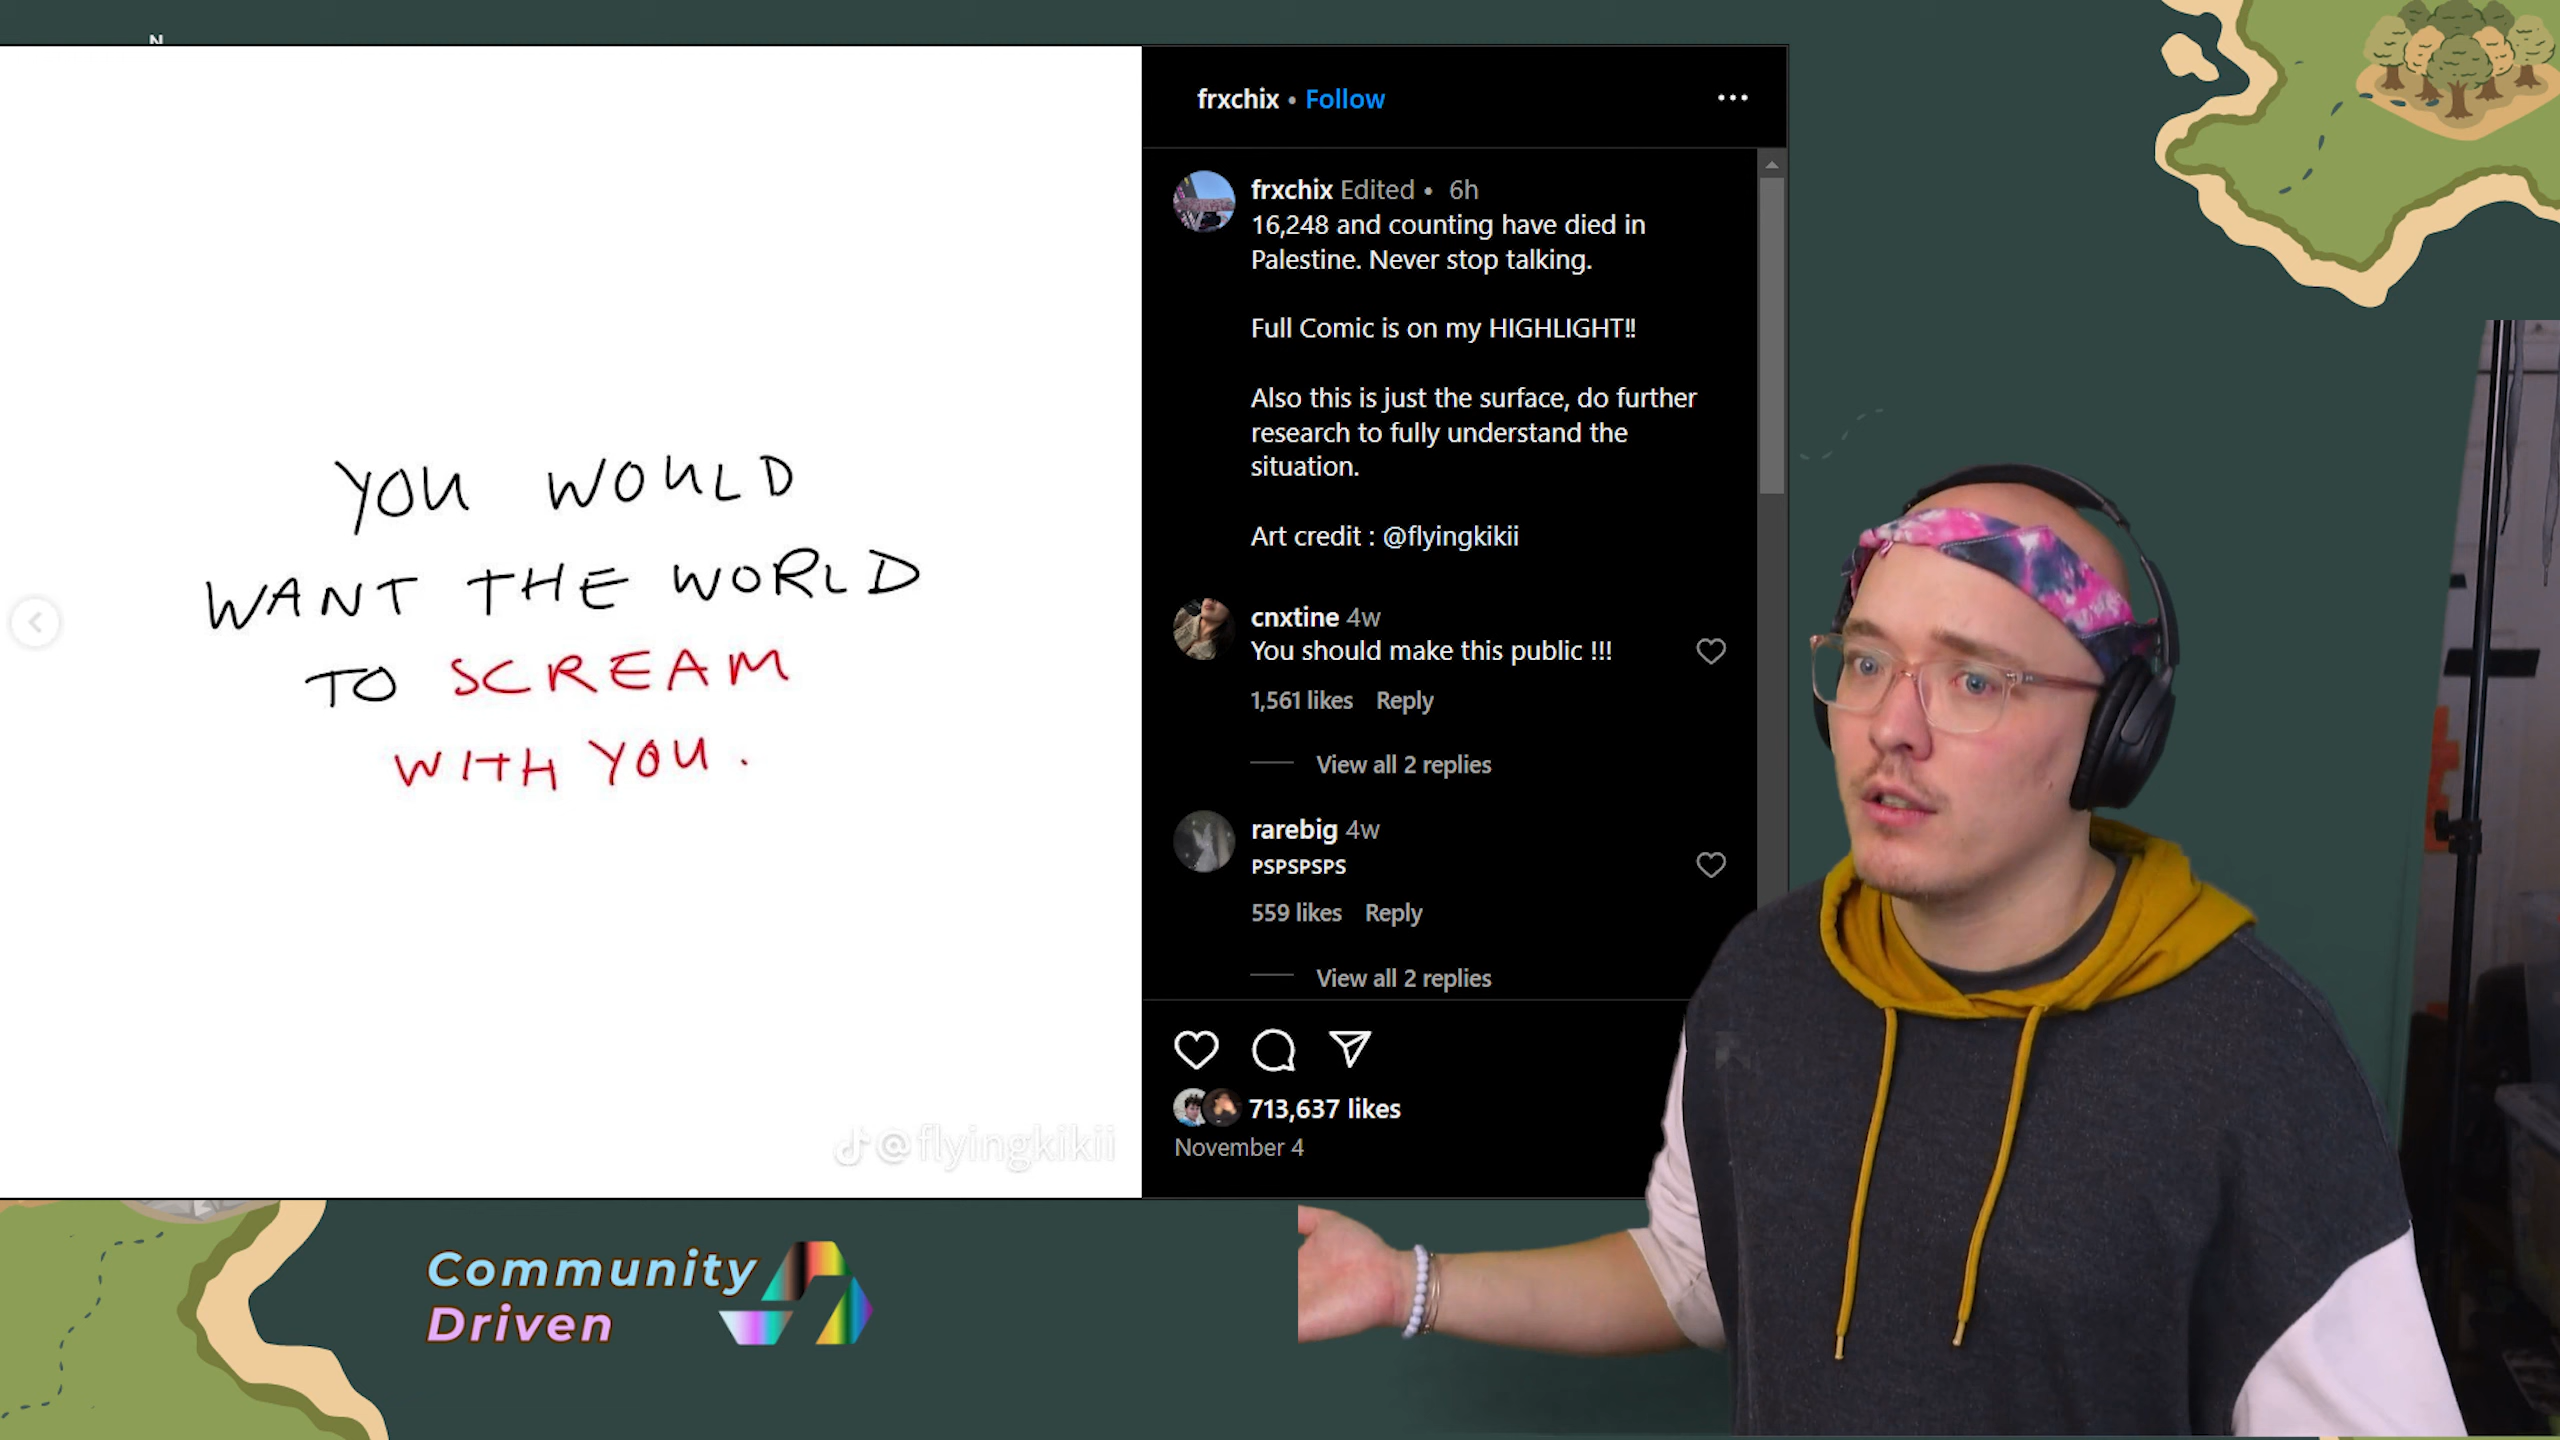 N
YOU WOULD
WANT THE WORLD
TO SCREAM
WITH YOU.
@flyingkikii
frxchix • Follow
frxchix Edited • 6h
16,248 and counting have died in
Palestine. Never stop talking.
Full Comic is on my HIGHLIGHT!!
Also this is just the surface, do further
research to fully understand the
situation.
Art credit : @flyingkikii
cnxtine 4w
You should make this public !!!
1,561 likes Reply
View all 2 replies
rarebig 4w
PSPSPSPS
559 likes Reply
View all 2 replies
713,637 likes
November 4
Community
Driven